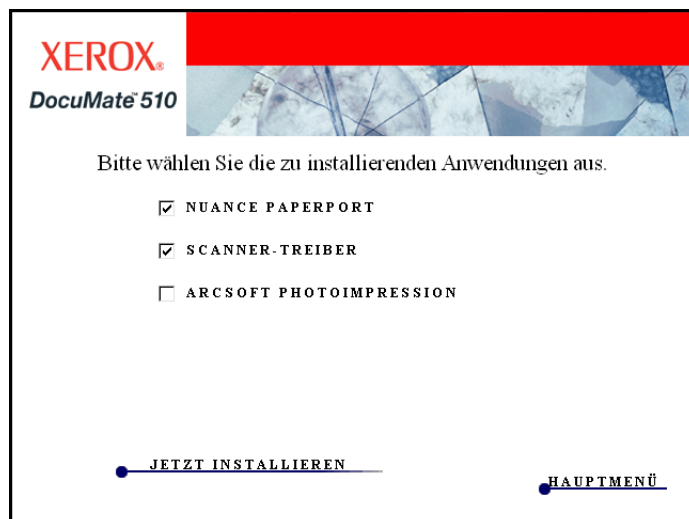 XEROX®
DocuMate™ 510
Bitte wählen Sie die zu installierenden Anwendungen aus.
NUANCE PAPERPORT
SCANNER-TREIBER
ARCSOFT PHOTOIMPRESSION
JETZT INSTALLIEREN
HAUPTMENÜ